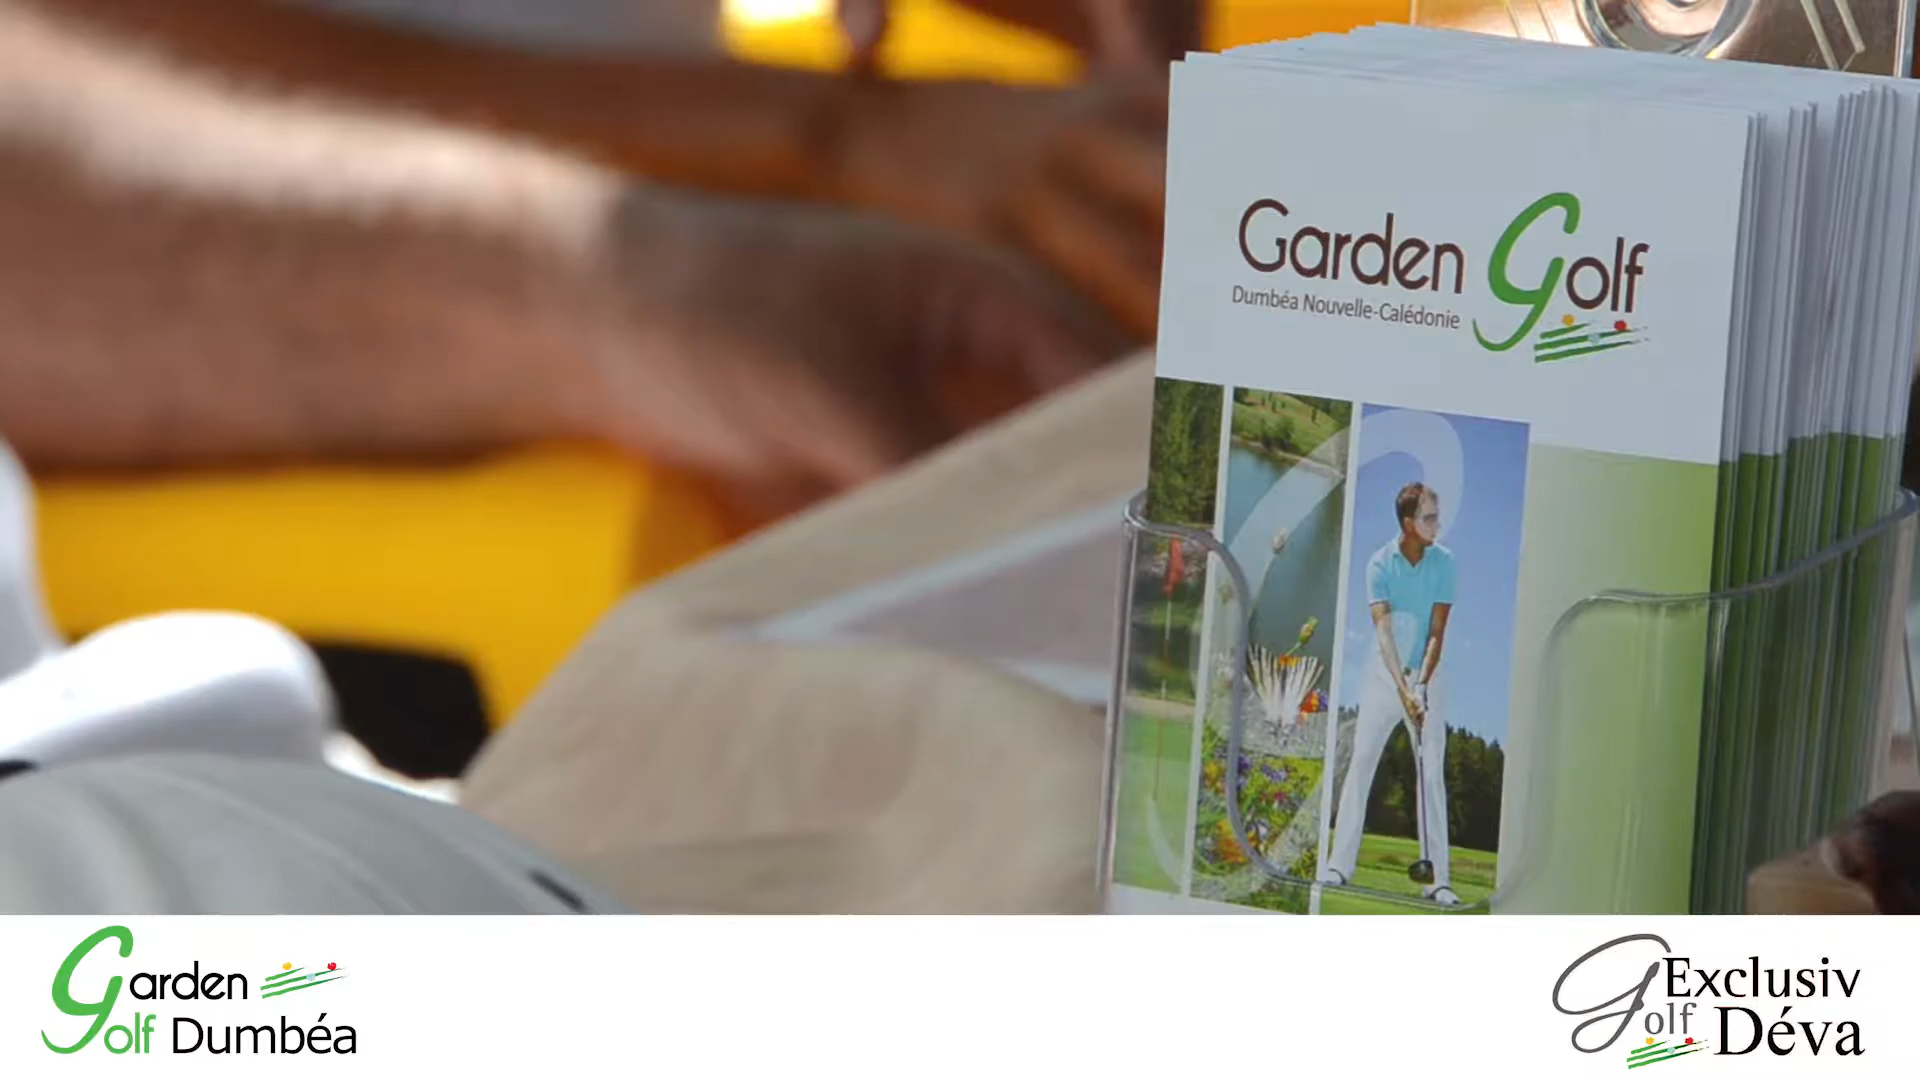 Garden Golf
Dumbéa Nouvelle-Calédonie
Garden
Golf Dumbéa
Exclusiv
Golf Déva